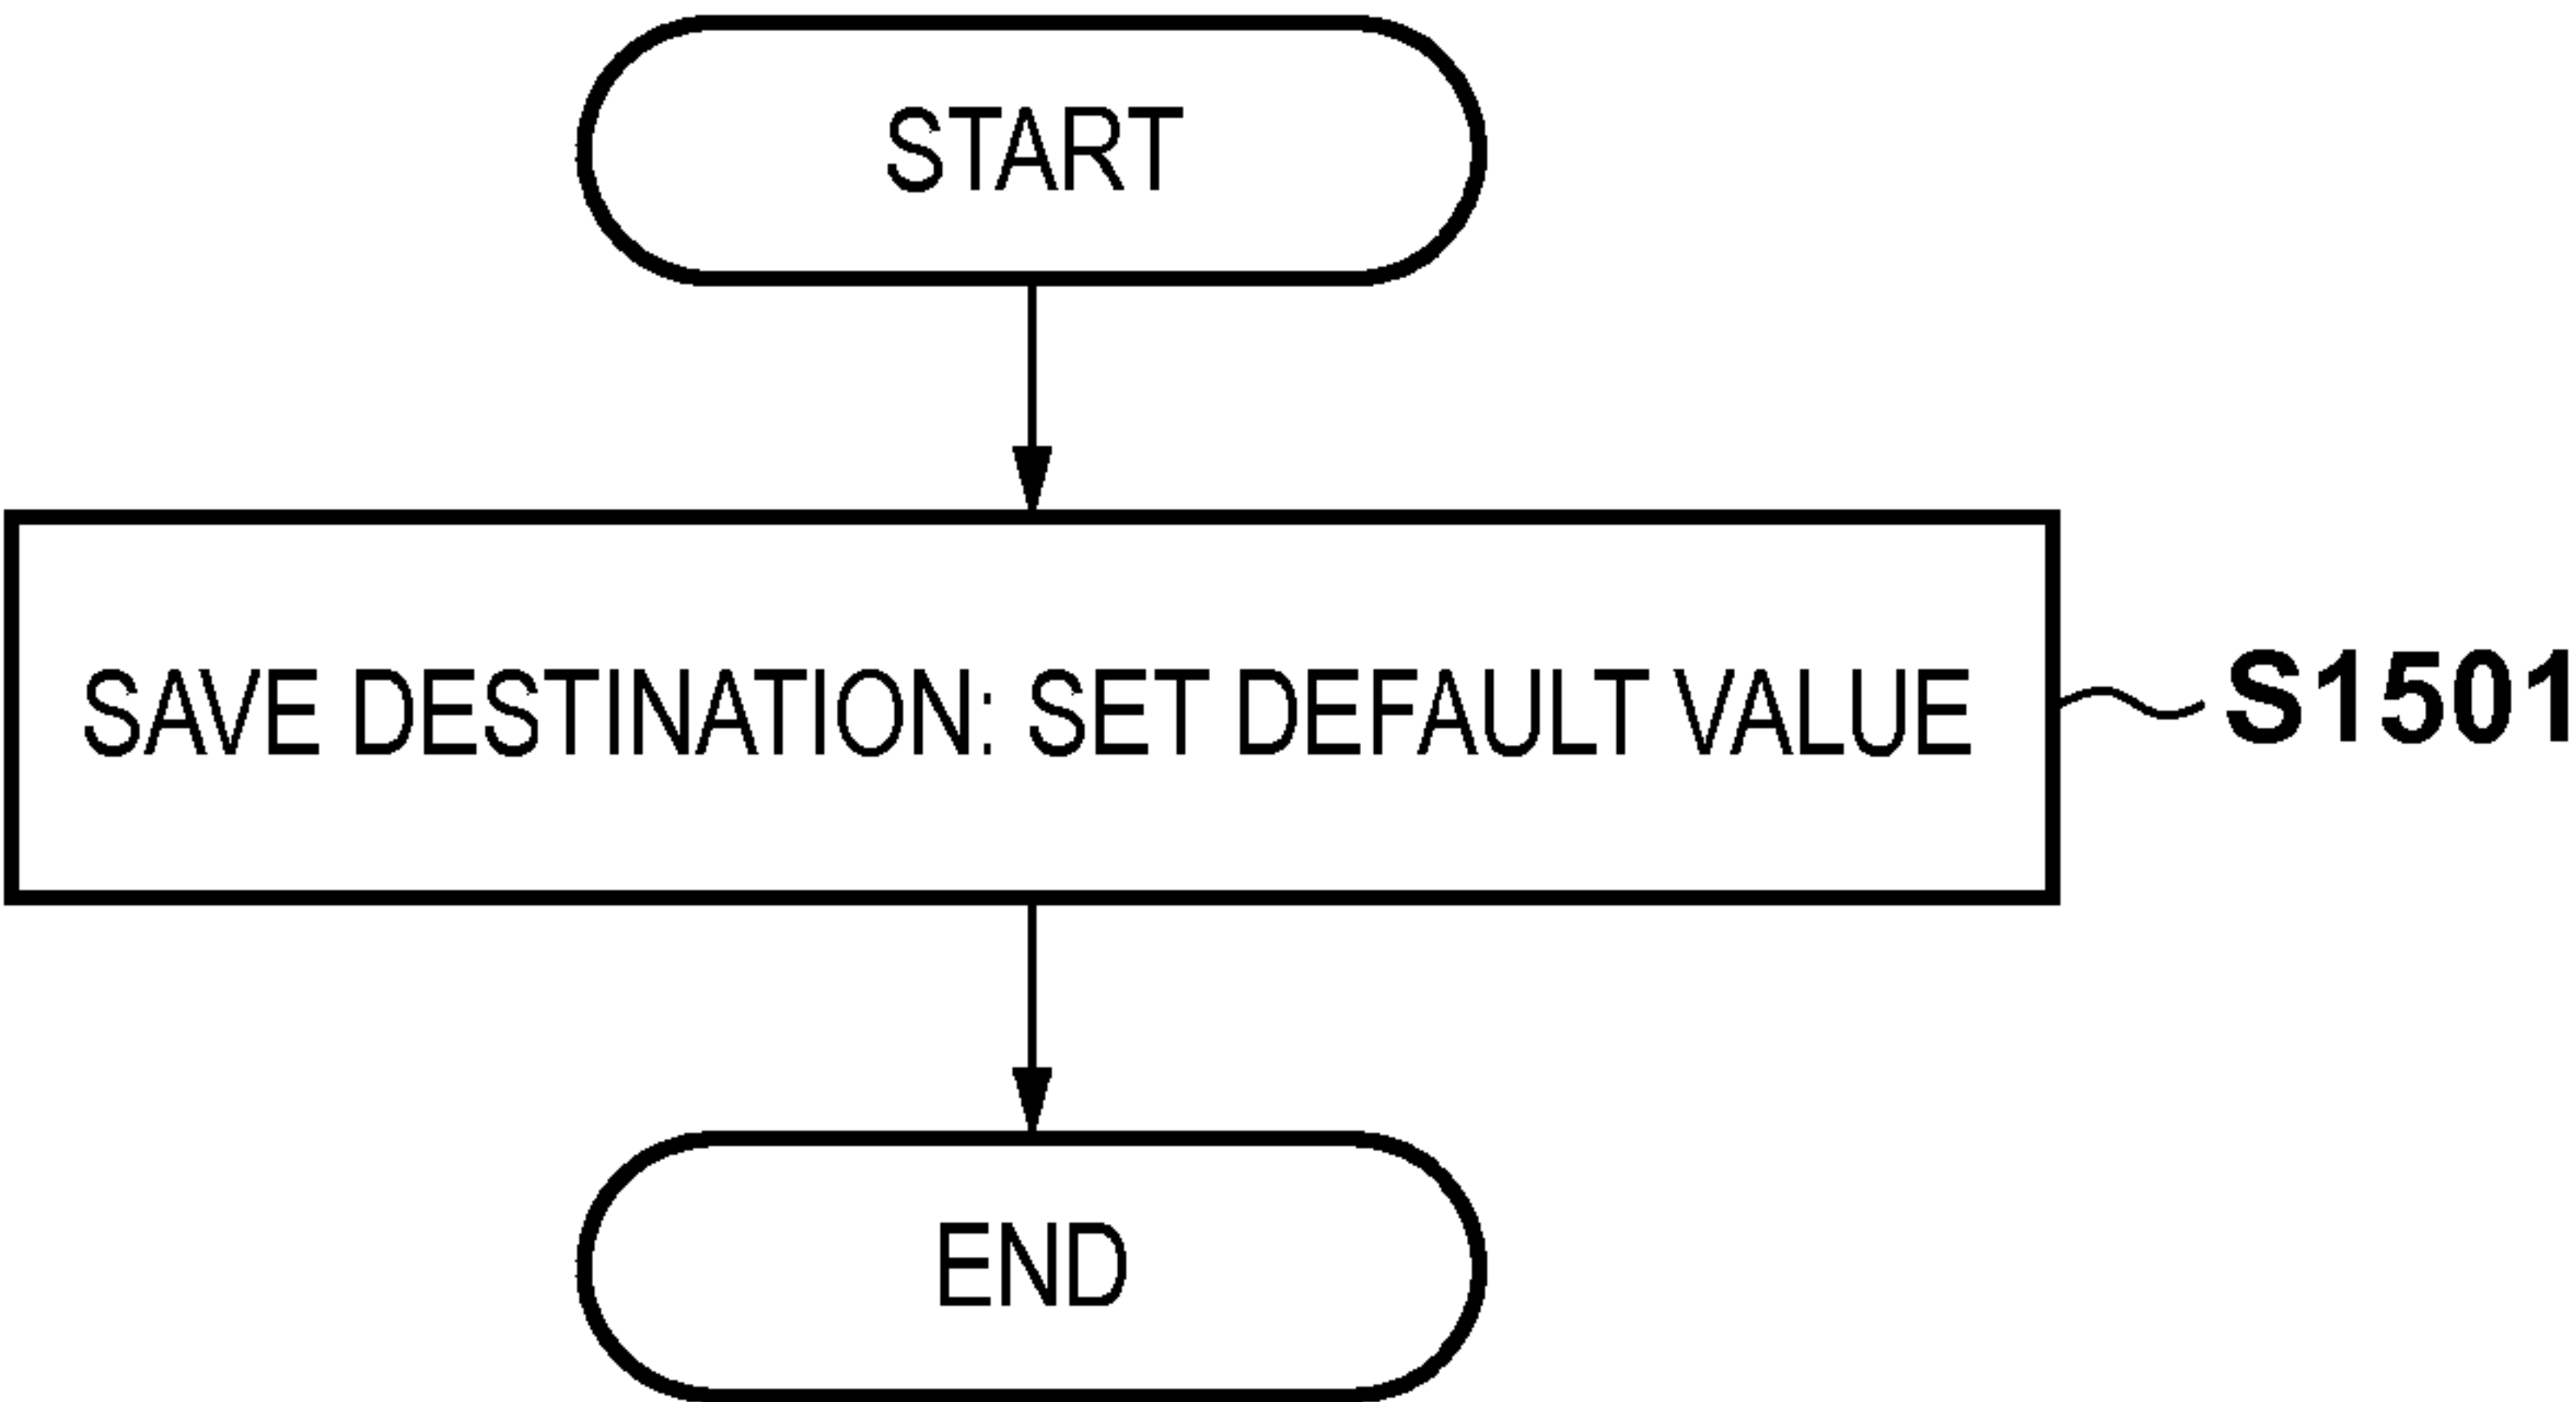 START
SAVE DESTINATION: SET DEFAULT VALUE
S1501
END